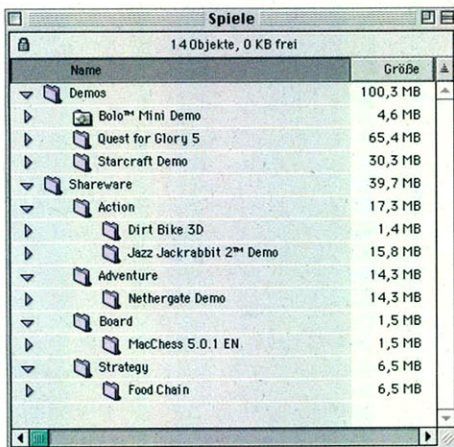 Spiele
14 Objekte, 0 KB frei
Name Größe
Demos 100,3 MB
Bolo™ Mini Demo 4,6 MB
Quest for Glory 5 65,4 MB
Starcraft Demo 30,3 MB
Shareware 39,7 MB
Action 17,3 MB
Dirt Bike 3D 1,4 MB
Jazz Jackrabbit 2™ Demo 15,8 MB
Adventure 14,3 MB
Nethergate Demo 14,3 MB
Board 1,5 MB
MacChess 5.0.1 EN 1,5 MB
Strategy 6,5 MB
Food Chain 6,5 MB